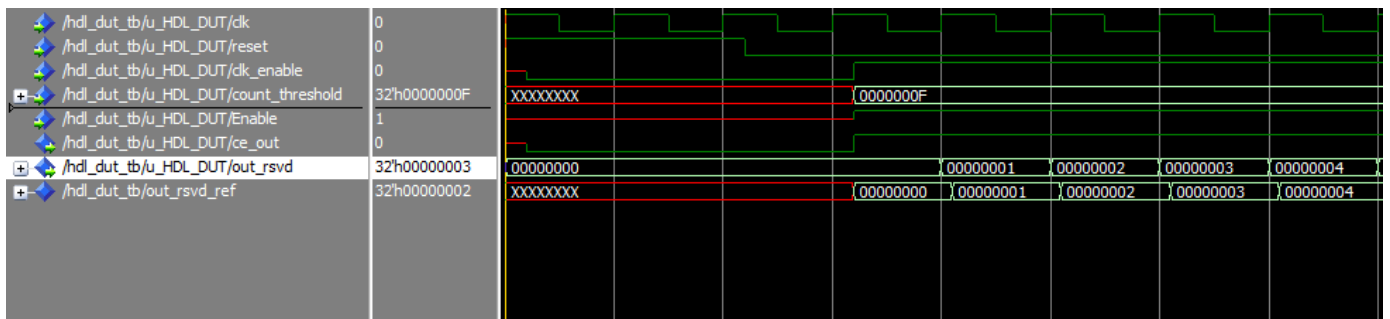 /hdl_dut_tb/u_HDL_DUT/clk 0
/hdl_dut_tb/u_HDL_DUT/reset 0
/hdl_dut_tb/u_HDL_DUT/clk_enable 0
/hdl_dut_tb/u_HDL_DUT/count_threshold 32'h0000000F XXXXXXXX 0000000F
/hdl_dut_tb/u_HDL_DUT/Enable 1
/hdl_dut_tb/u_HDL_DUT/ce_out 0
/hdl_dut_tb/u_HDL_DUT/out_rsvd 32'h00000003 00000000 00000001 00000002 00000003 00000004
/hdl_dut_tb/out_rsvd_ref 32'h00000002 XXXXXXXX 00000000 00000001 00000002 00000003 00000004